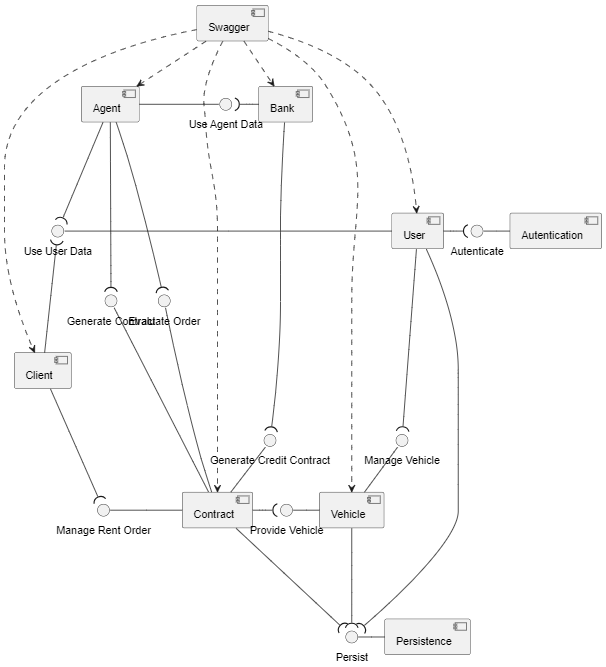 Swagger
Agent
Bank
Use Agent Data
User
Autentication
Use User Data
Autenticate
Generate Contract
Evaluate Order
Client
Generate Credit Contract
Manage Vehicle
Contract
Vehicle
Manage Rent Order
Provide Vehicle
Persistence
Persist